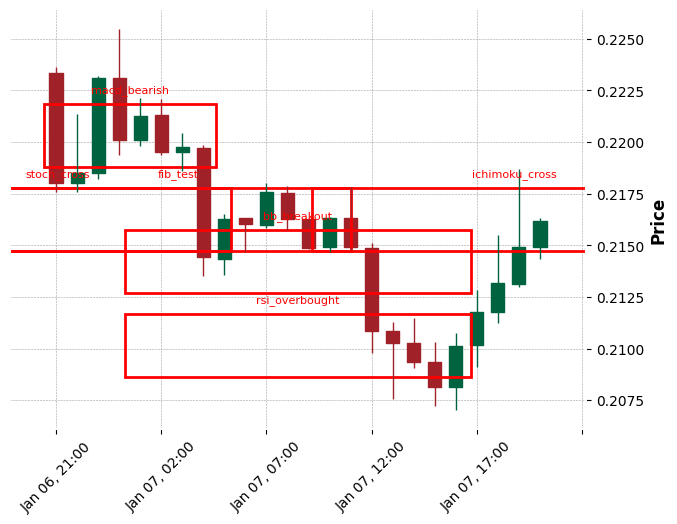 0.2250
macd_bearish
0.2225
0.2200
stoch_cross
fib_test
ichimoku_cross
0.2175
Price
bb_breakout
0.2150
0.2125
rsi_overbought
0.2100
0.2075
Jan 06, 21:00
Jan 07, 02:00
Jan 07, 07:00
Jan 07, 12:00
Jan 07, 17:00